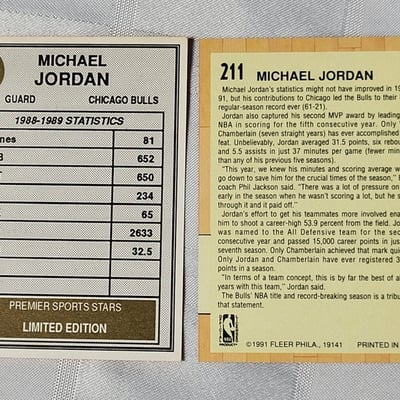 MICHAEL
JORDAN
GUARD CHICAGO BULLS
1988-1989 STATISTICS
81
652
650
234
65
2633
32.5
PREMIER SPORTS STARS
LIMITED EDITION
211 MICHAEL JORDAN
Michael Jordan's statistics might not have improved in
91, but his contributions to Chicago led the Bulls to their
regular-season record ever (61-21).
Jordan also captured his second MVP award by leading
NBA in scoring for the fifth consecutive year. Only
Chamberlain (seven straight years) has ever accomplished
feat. Unbelievably, Jordan averaged 31.5 points, six rebounds
and 5.5 assists in just 37 minutes per game (fewer
than any of his previous five seasons).
"This year, we knew his minutes and scoring average
go down to save him for the crucial times of the season,"
coach Phil Jackson said. "There was a lot of pressure on
early in the season when he wasn't scoring a lot, but he
through it and it paid off."
Jordan's effort to get his teammates more involved
him to shoot a career-high 53.9 percent from the field.
was named to the All Defensive team for the
consecutive year and passed 15,000 career points in just
seventh season. Only Chamberlain achieved that mark
Only Jordan and Chamberlain have ever registered
points in a season.
"In terms of a team concept, this is by far the best of
years with this team," Jordan said.
The Bulls' NBA title and record-breaking season is a
that statement.
©1991 FLEER PHILA., 19141 PRINTED IN